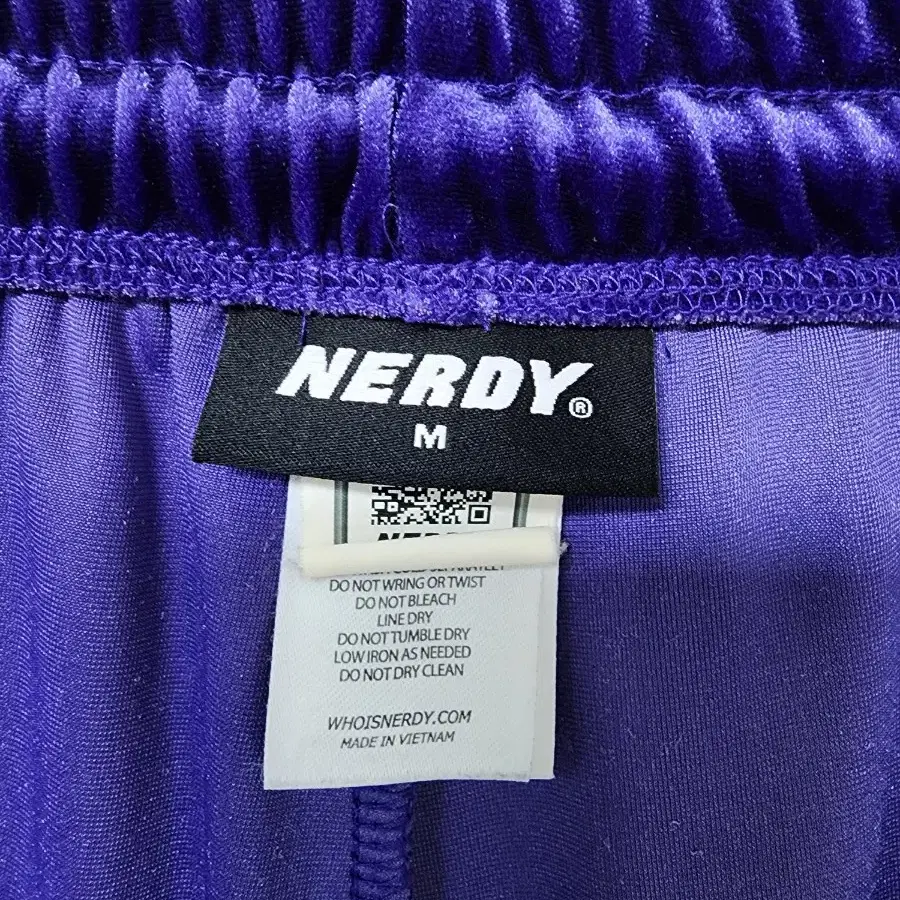 NERDY®
M
DO NOT WRING OR TWIST
DO NOT BLEACH
LINE DRY
DO NOT TUMBLE DRY
LOW IRON AS NEEDED
DO NOT DRY CLEAN
WHOISNERDY.COM
MADE IN VIETNAM